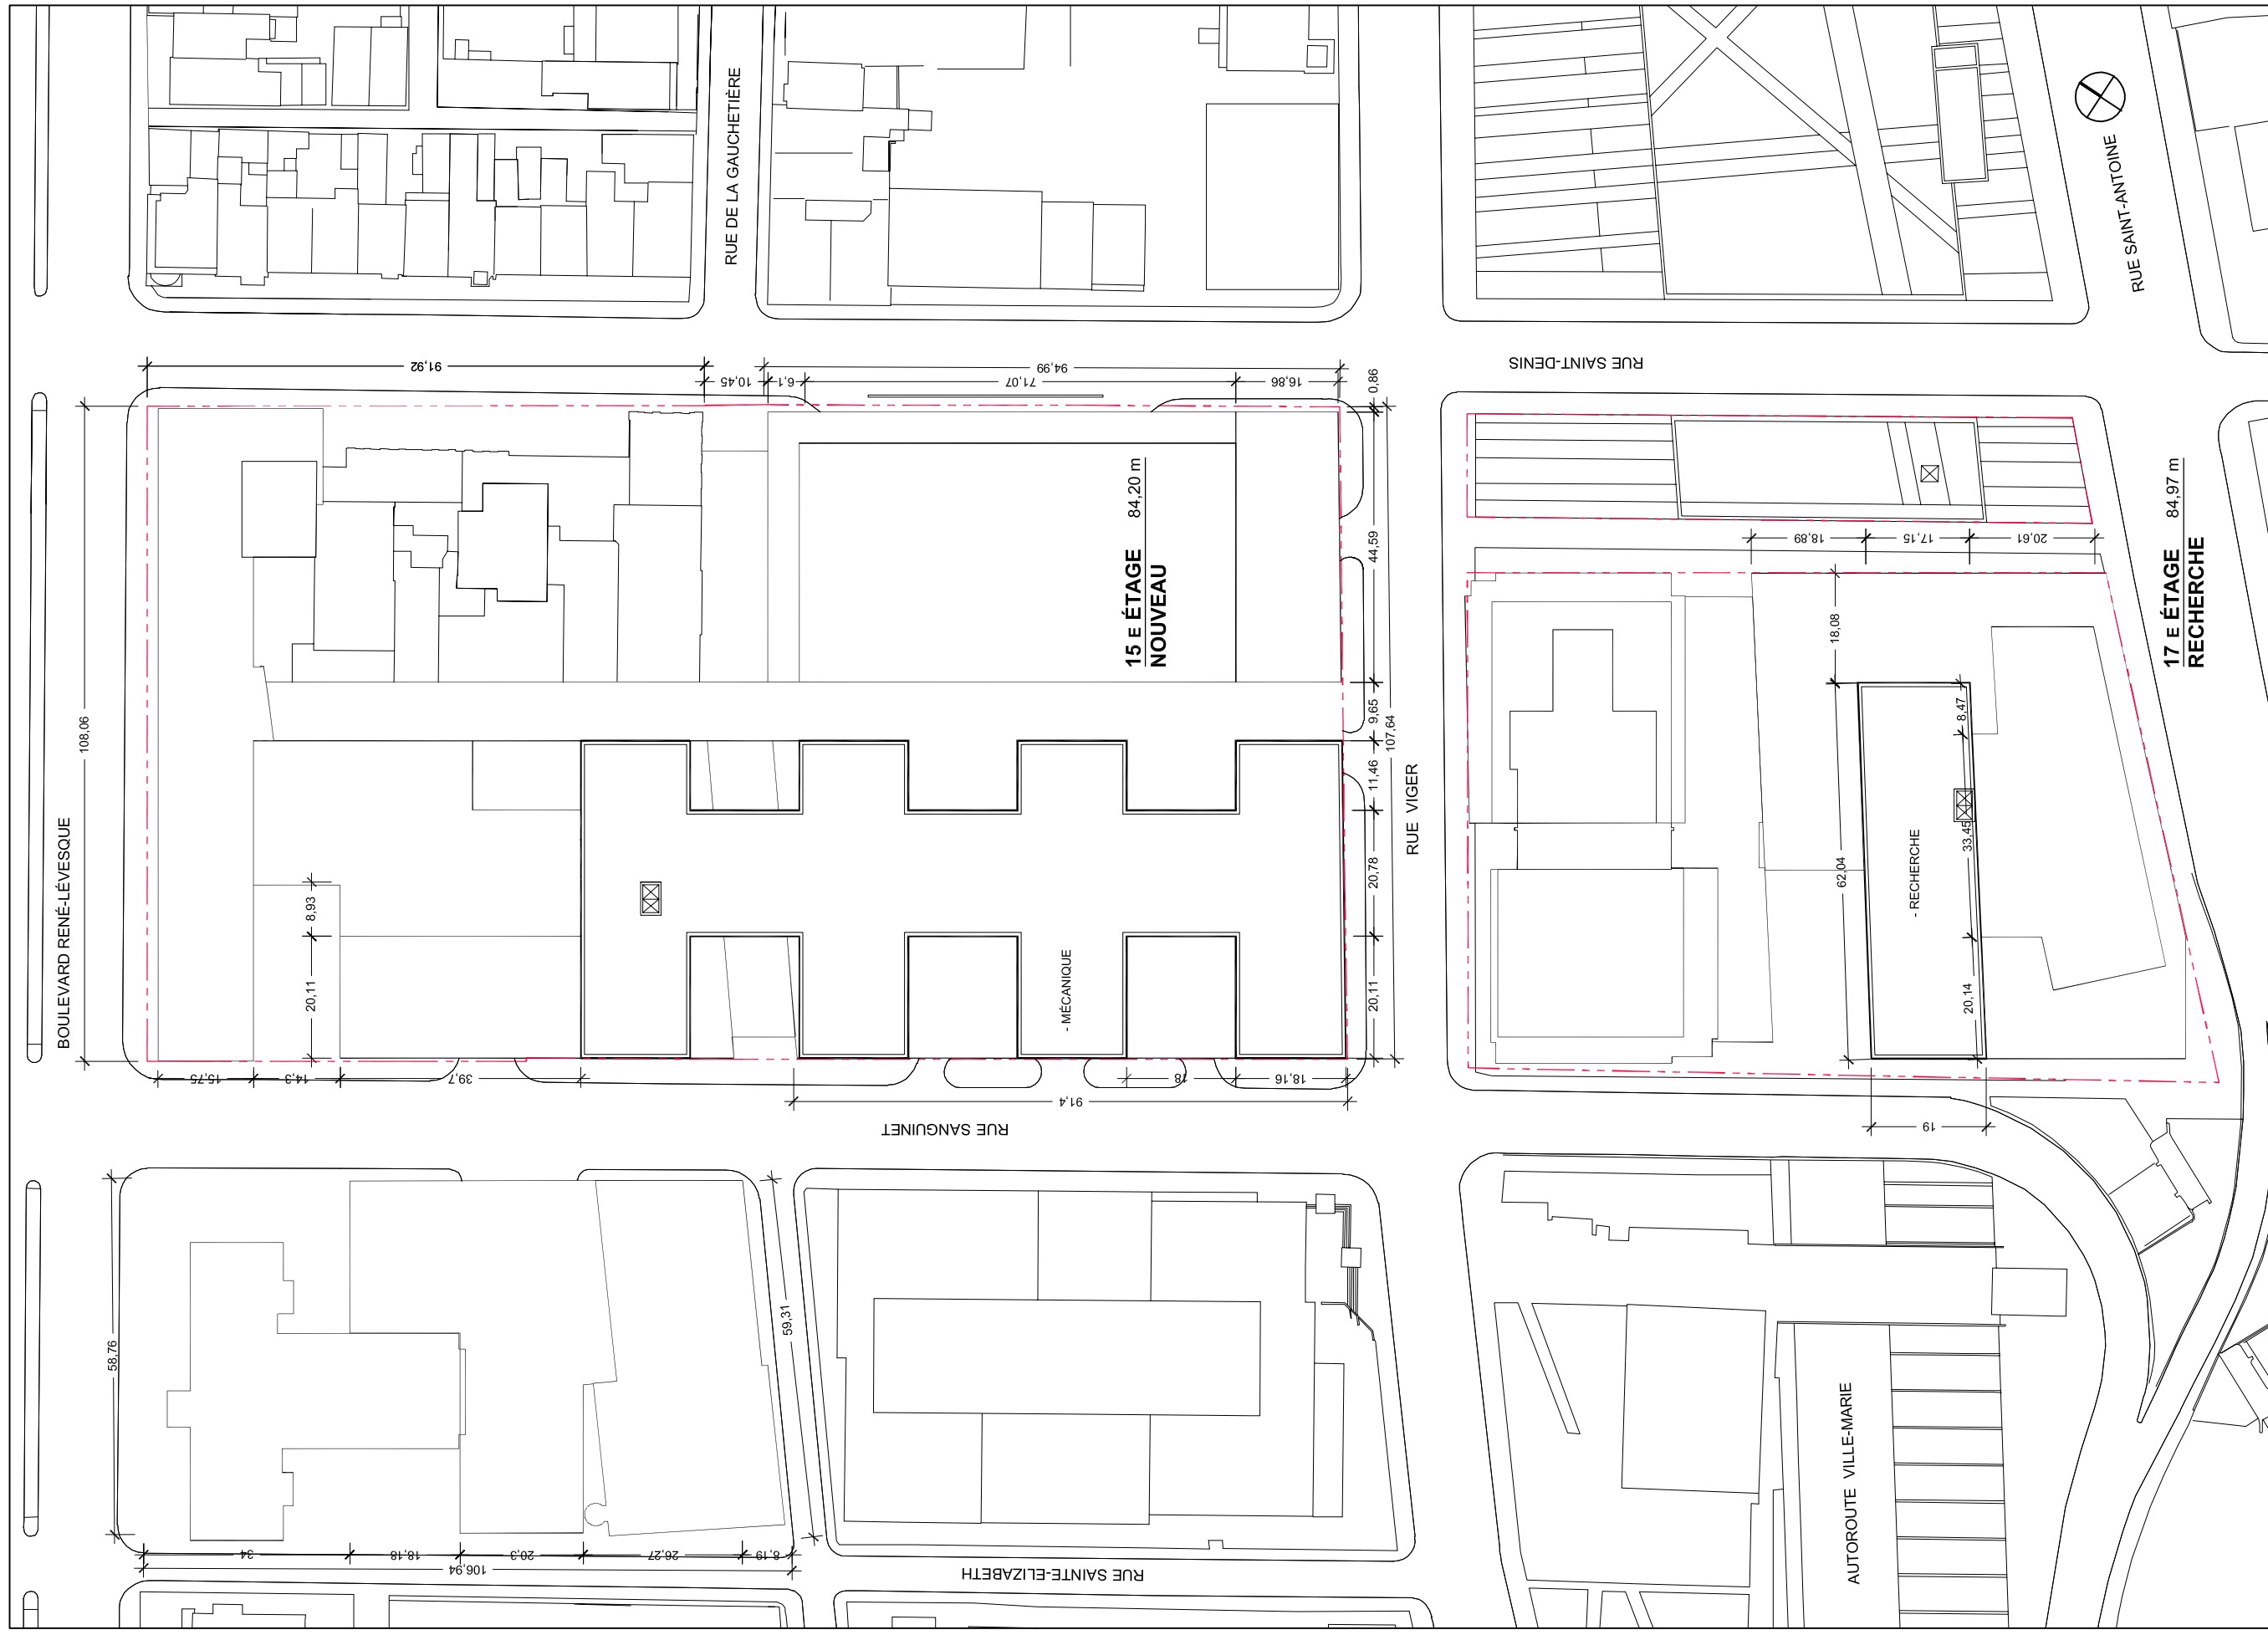 RUE DE LA GAUCHETIÈRE
RUE SAINT-ANTOINE
RUE SAINT-DENIS
91,92
10,45
6,1
94,99
71,07
16,86
0,86
BOULEVARD RENÉ-LÉVESQUE
108,06
15 E ÉTAGE 84,20 m
NOUVEAU
44,59
9,65
107,64
11,46
20,78
20,11
RUE VIGER
8,93
20,11
- MÉCANIQUE
15,75
14,3
39,7
18
18,16
91,4
RUE SANGUINET
17 E ÉTAGE 84,97 m
RECHERCHE
18,89
17,15
20,61
18,08
8,47
33,45
62,04
20,14
- RECHERCHE
19
58,76
59,31
34
18,18
20,3
26,27
8,19
106,94
RUE SAINTE-ELIZABETH
AUTOROUTE VILLE-MARIE